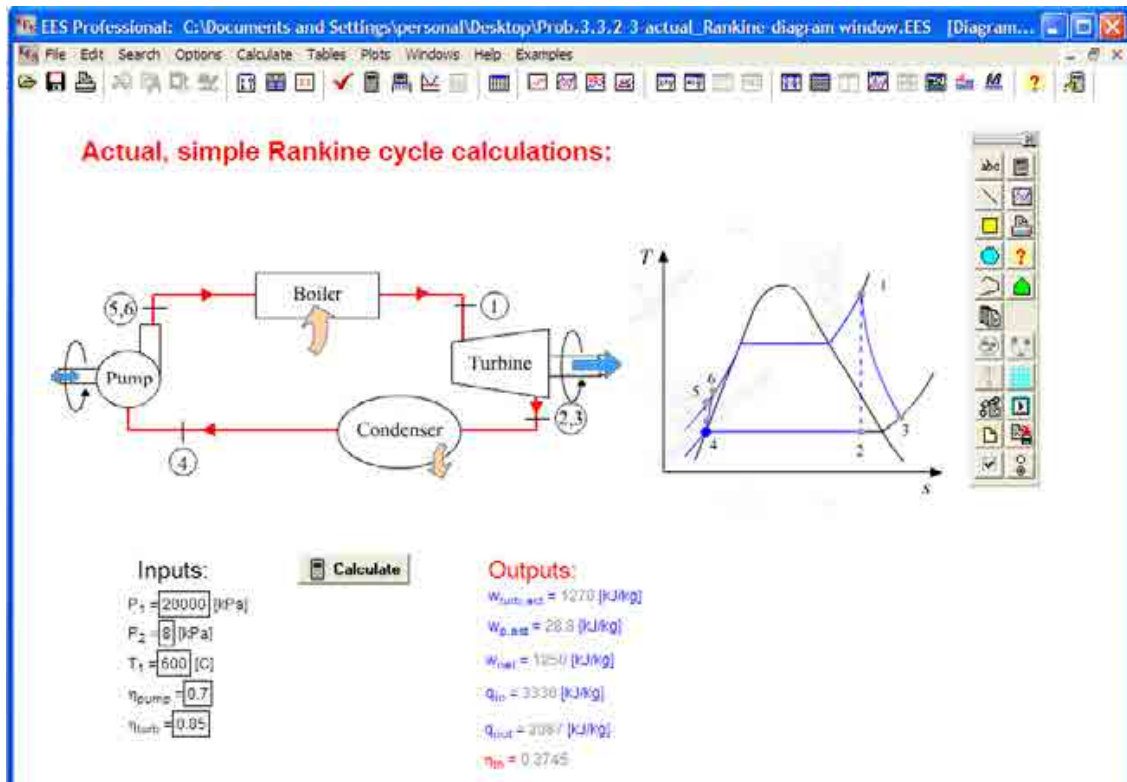 EES Professional: C:\Documents and Settings\personal\Desktop\Prob.3.3.2-3-actual_Rankine-diagram window.EES [Diagram...
File Edit Search Options Calculate Tables Plots Windows Help Examples
Actual, simple Rankine cycle calculations:
abc
Boiler
5,6
1
Turbine
Pump
2,3
Condenser
4
T
1
6
5
3
4
2
s
Inputs:
Calculate
Outputs:
P1 = 20000 [kPa]
P2 = 8 [kPa]
T1 = 600 [C]
ηpump = 0.7
ηturb = 0.85
wturb,act = 1278 [kJ/kg]
wp,act = 28.8 [kJ/kg]
wnet = 1250 [kJ/kg]
qin = 3336 [kJ/kg]
qout = 2087 [kJ/kg]
ηth = 0.3745